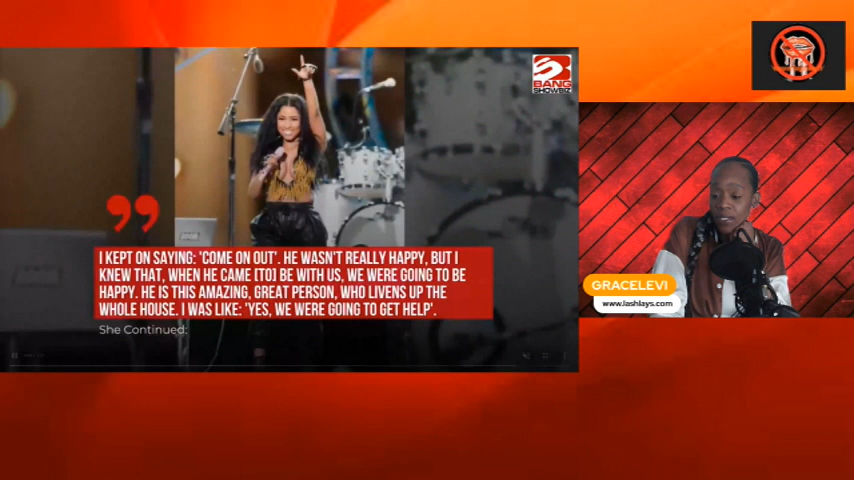 BANG
SHOWBIZ
I KEPT ON SAYING: 'COME ON OUT'. HE WASN'T REALLY HAPPY, BUT I
KNEW THAT, WHEN HE CAME [TO] BE WITH US, WE WERE GOING TO BE
HAPPY. HE IS THIS AMAZING, GREAT PERSON, WHO LIVENS UP THE
WHOLE HOUSE. I WAS LIKE: 'YES, WE WERE GOING TO GET HELP'.
She Continued:
GRACELEVI
www.lashlays.com